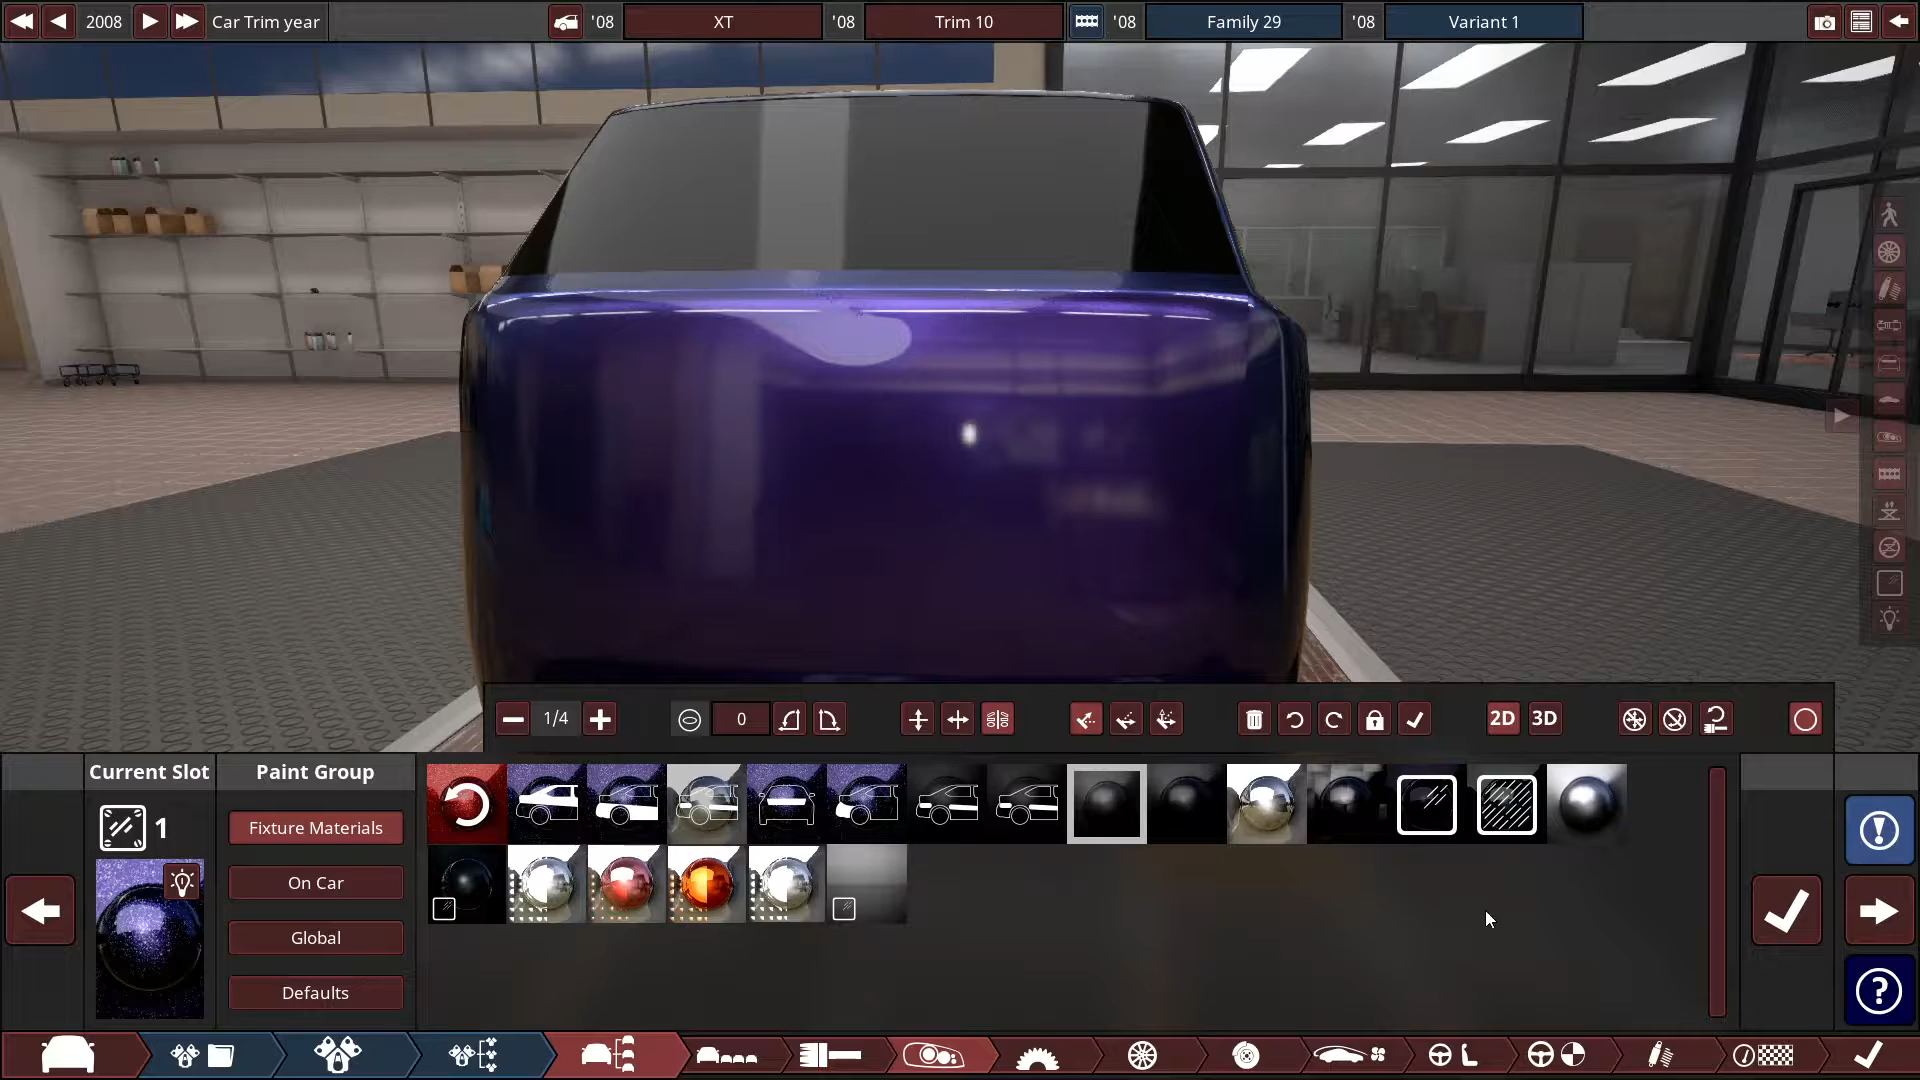 2008 Car Trim year '08 XT '08 Trim 10 '08 Family 29 '08 Variant 1
1/4 0 2D 3D
Current Slot Paint Group
1 Fixture Materials
On Car
Global
Defaults
?